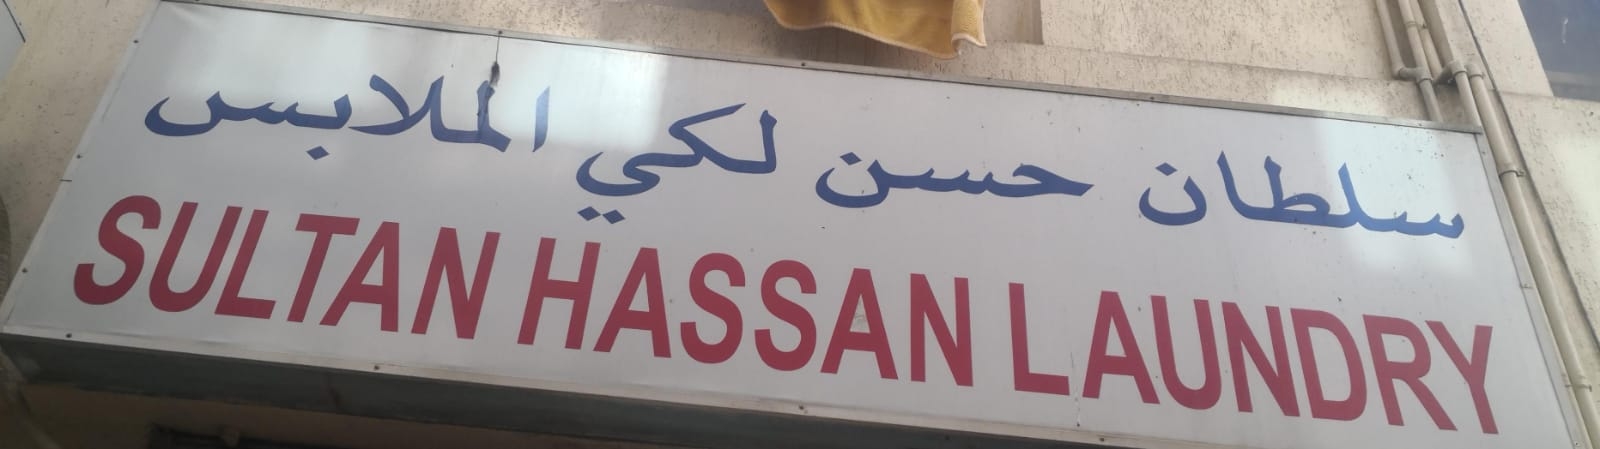 سلطان حسن لكي الملابس
SULTAN HASSAN LAUNDRY